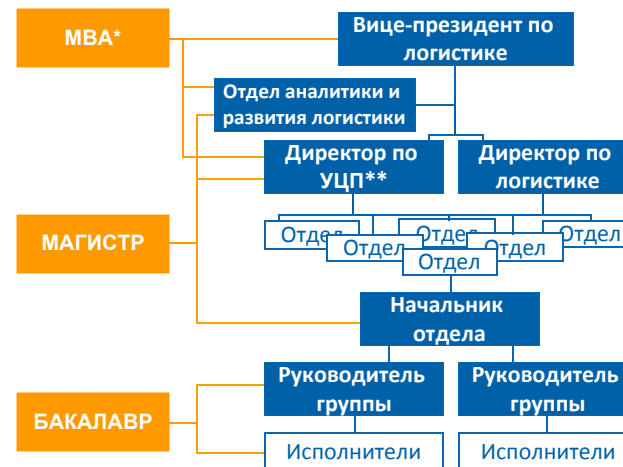 МВА*
Вице-президент по
логистике
Отдел аналитики и
развития логистики
Директор по
УЦП**
Директор по
логистике
МАГИСТР
Отдел
Отдел
Отдел
Отдел
Отдел
Отдел
Начальник
отдела
Руководитель
группы
Руководитель
группы
БАКАЛАВР
Исполнители
Исполнители